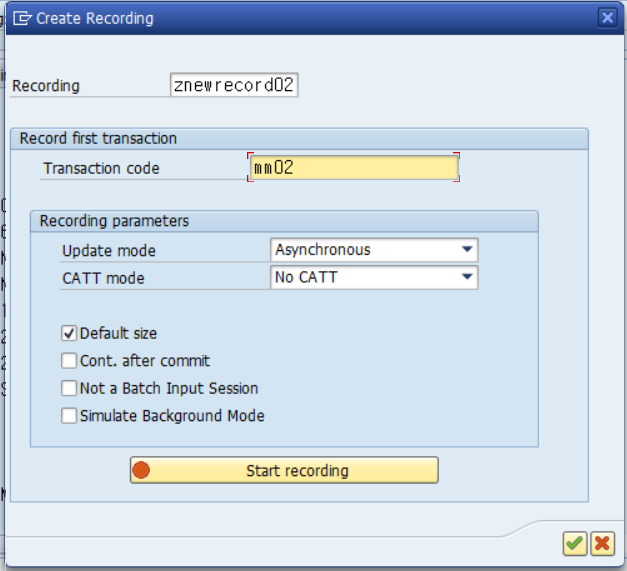 Create Recording
Recording znewrecord02
Record first transaction
Transaction code mm02
Recording parameters
Update mode Asynchronous
CATT mode No CATT
Default size
Cont. after commit
Not a Batch Input Session
Simulate Background Mode
Start recording